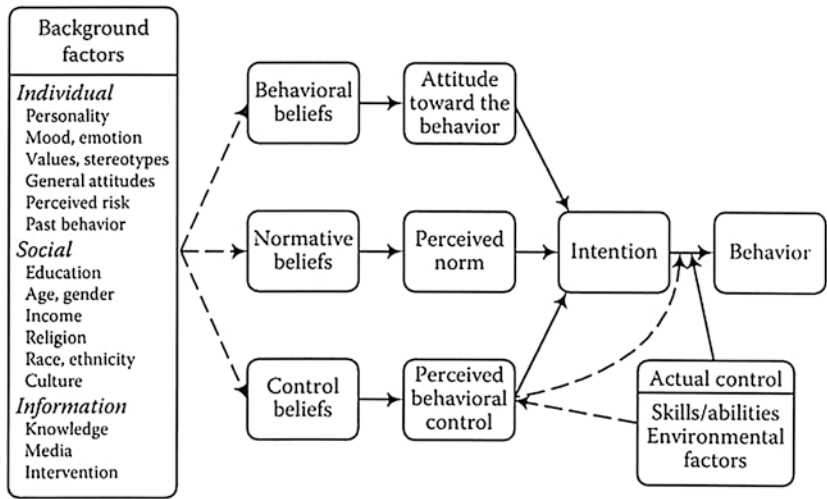 Background
factors
Individual
Personality
Mood, emotion
Values, stereotypes
General attitudes
Perceived risk
Past behavior
Social
Education
Age, gender
Income
Religion
Race, ethnicity
Culture
Information
Knowledge
Media
Intervention
Behavioral
beliefs
Attitude
toward the
behavior
Normative
beliefs
Perceived
norm
Intention
Behavior
Control
beliefs
Perceived
behavioral
control
Actual control
Skills/abilities
Environmental
factors